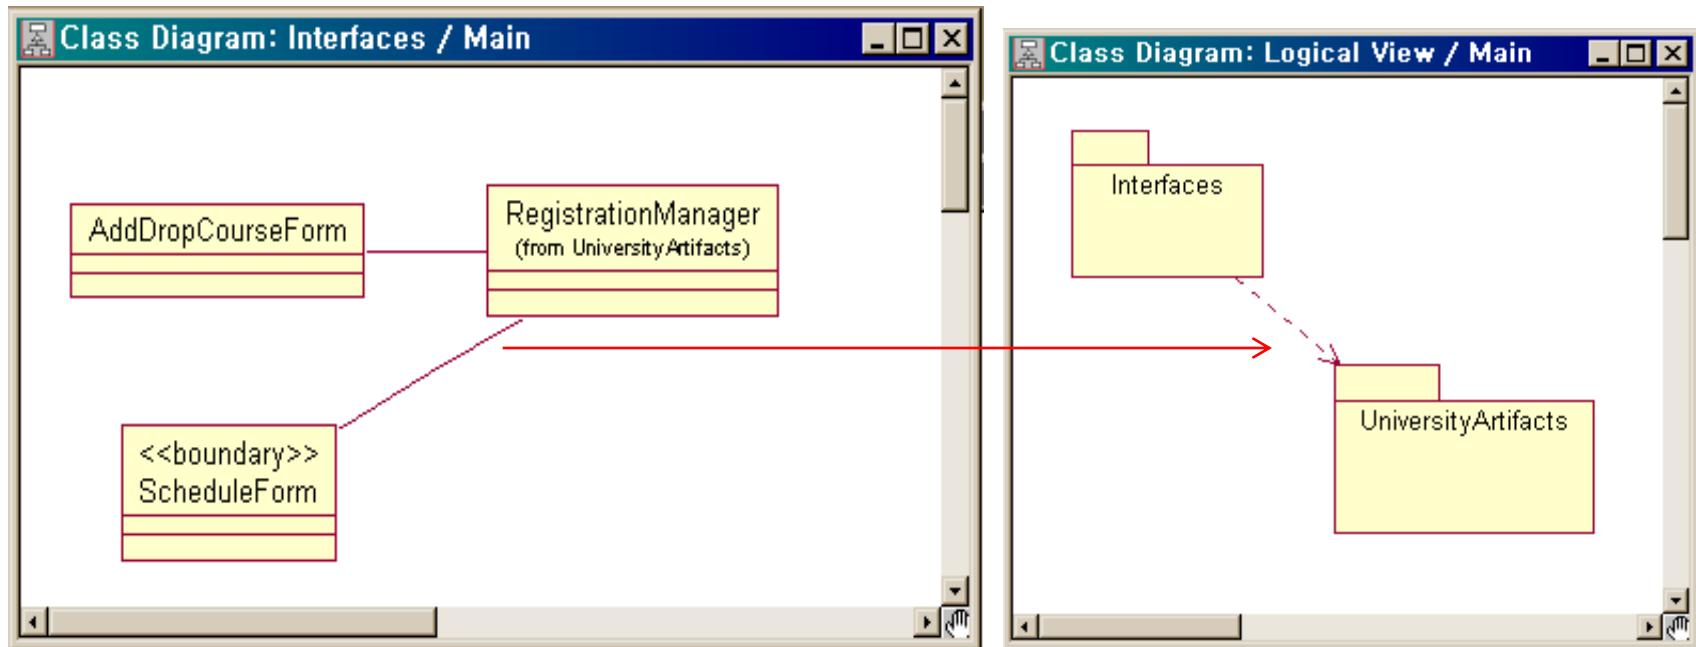 Class Diagram: Interfaces / Main
AddDropCourseForm
RegistrationManager
(from UniversityArtifacts)
<<boundary>>
ScheduleForm
Class Diagram: Logical View / Main
Interfaces
UniversityArtifacts